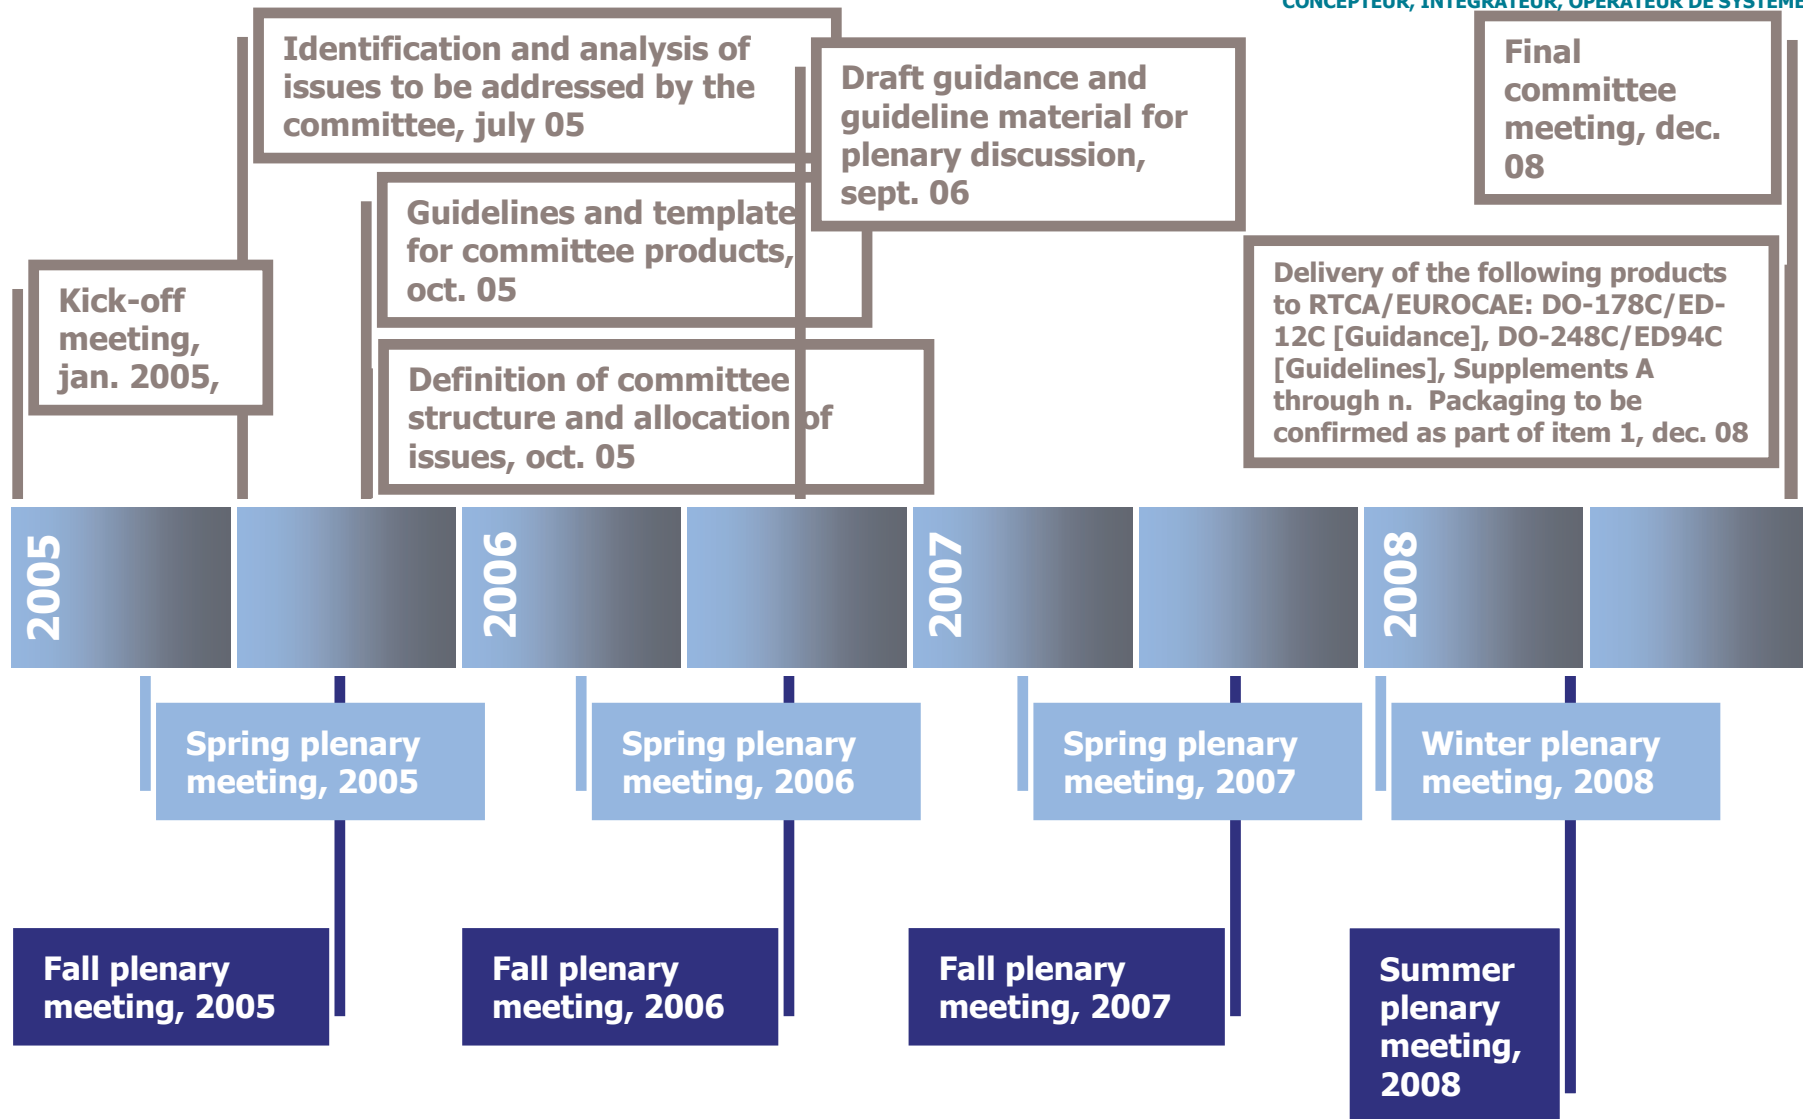 CONCEPTEUR, INTEGRATEUR, OPERATEUR DE SYSTEME
Identification and analysis of
issues to be addressed by the
committee, july 05
Draft guidance and
guideline material for
plenary discussion,
sept. 06
Final
committee
meeting, dec.
08
Guidelines and template
for committee products,
oct. 05
Kick-off
meeting,
jan. 2005,
Delivery of the following products
to RTCA/EUROCAE: DO-178C/ED-
12C [Guidance], DO-248C/ED94C
[Guidelines], Supplements A
through n. Packaging to be
confirmed as part of item 1, dec. 08
Definition of committee
structure and allocation of
issues, oct. 05
2005
2006
2007
2008
Spring plenary
meeting, 2005
Spring plenary
meeting, 2006
Spring plenary
meeting, 2007
Winter plenary
meeting, 2008
Fall plenary
meeting, 2005
Fall plenary
meeting, 2006
Fall plenary
meeting, 2007
Summer
plenary
meeting,
2008